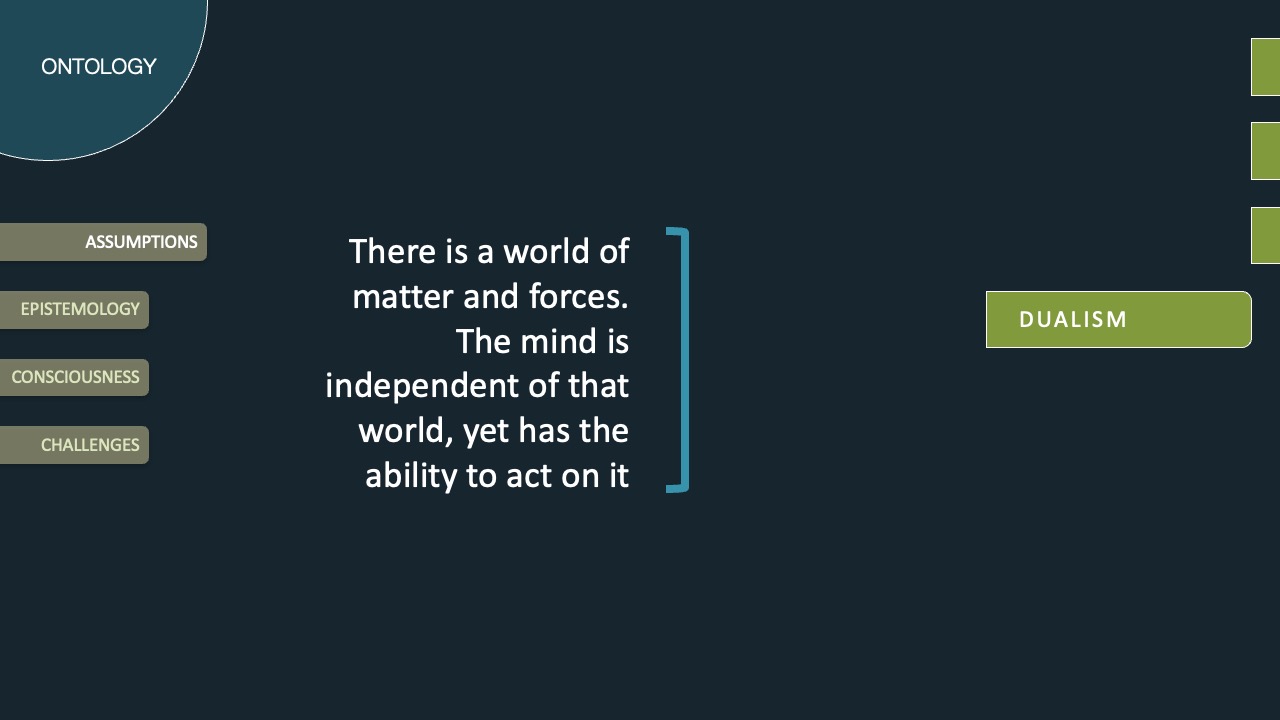 ONTOLOGY
ASSUMPTIONS
EPISTEMOLOGY
CONSCIOUSNESS
CHALLENGES
There is a world of
matter and forces.
The mind is
independent of that
world, yet has the
ability to act on it
DUALISM